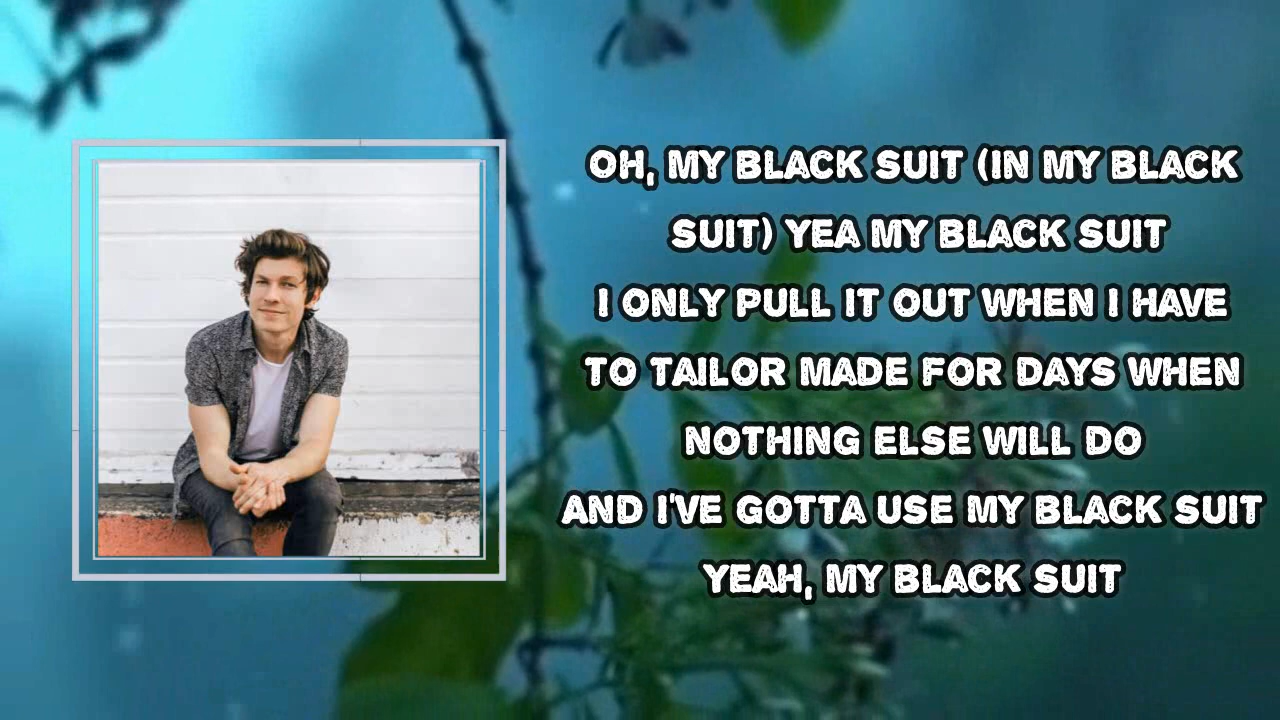 OH, MY BLACK SUIT (IN MY BLACK
SUIT) YEA MY BLACK SUIT
I ONLY PULL IT OUT WHEN I HAVE
TO TAILOR MADE FOR DAYS WHEN
NOTHING ELSE WILL DO
AND I'VE GOTTA USE MY BLACK SUIT
YEAH, MY BLACK SUIT